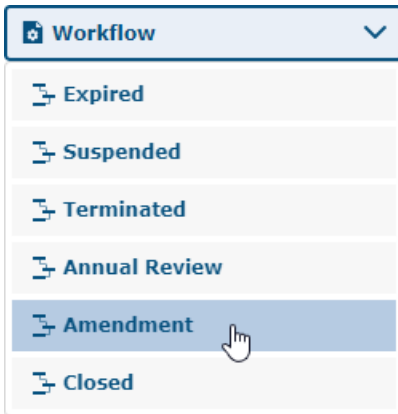 Workflow
Expired
Suspended
Terminated
Annual Review
Amendment
Closed